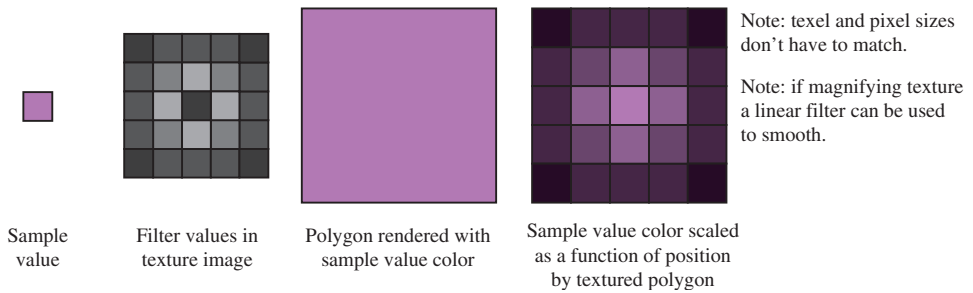 Note: texel and pixel sizes
don’t have to match.
Note: if magnifying texture
a linear filter can be used
to smooth.
Sample
value
Filter values in
texture image
Polygon rendered with
sample value color
Sample value color scaled
as a function of position
by textured polygon